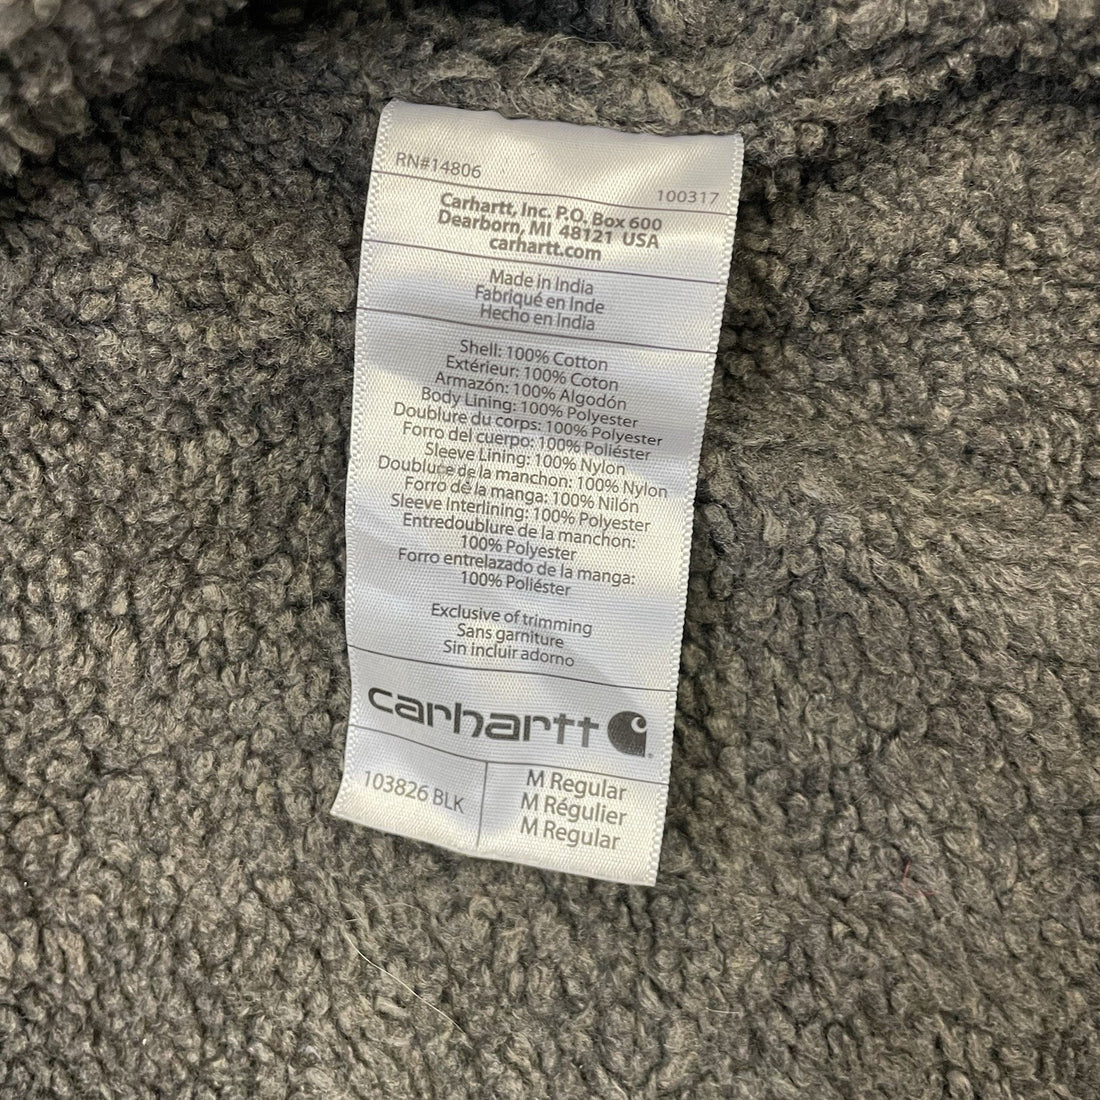 RN#14806
100317
Carhartt, Inc. P.O. Box 600
Dearborn, MI 48121 USA
carhartt.com
Made in India
Fabriqué en Inde
Hecho en India
Shell: 100% Cotton
Extérieur: 100% Coton
Armazón: 100% Algodón
Body Lining: 100% Polyester
Doublure du corps: 100% Polyester
Forro del cuerpo: 100% Poliéster
Sleeve Lining: 100% Nylon
Doublure de la manchon: 100% Nylon
Forro de la manga: 100% Nilón
Sleeve Interlining: 100% Polyester
Entredoublure de la manchon:
100% Polyester
Forro entrelazado de la manga:
100% Poliéster
Exclusive of trimming
Sans garniture
Sin incluir adorno
carhartt
103826 BLK
M Regular
M Régulier
M Regular